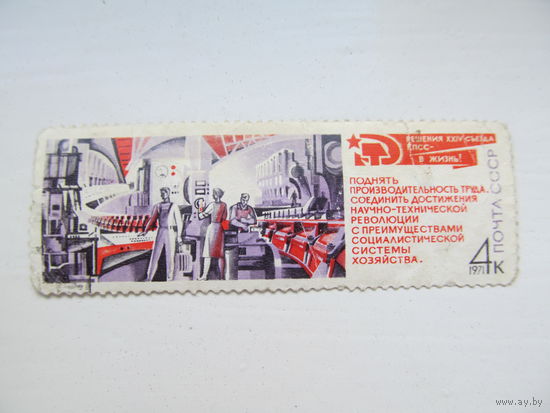 РЕШЕНИЯ XXIV СЪЕЗДА
КПСС-
В ЖИЗНЬ!
ПОДНЯТЬ
ПРОИЗВОДИТЕЛЬНОСТЬ ТРУДА.
СОЕДИНИТЬ ДОСТИЖЕНИЯ
НАУЧНО-ТЕХНИЧЕСКОЙ
РЕВОЛЮЦИИ
С ПРЕИМУЩЕСТВАМИ
СОЦИАЛИСТИЧЕСКОЙ
СИСТЕМЫ
ХОЗЯЙСТВА.
ПОЧТА СССР
4К
1971
www.ay.by